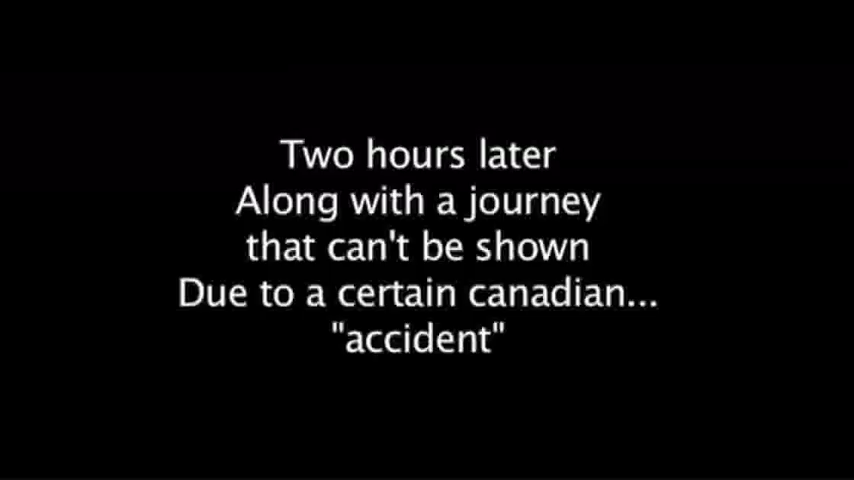 Two hours later
Along with a journey
that can't be shown
Due to a certain canadian...
"accident"